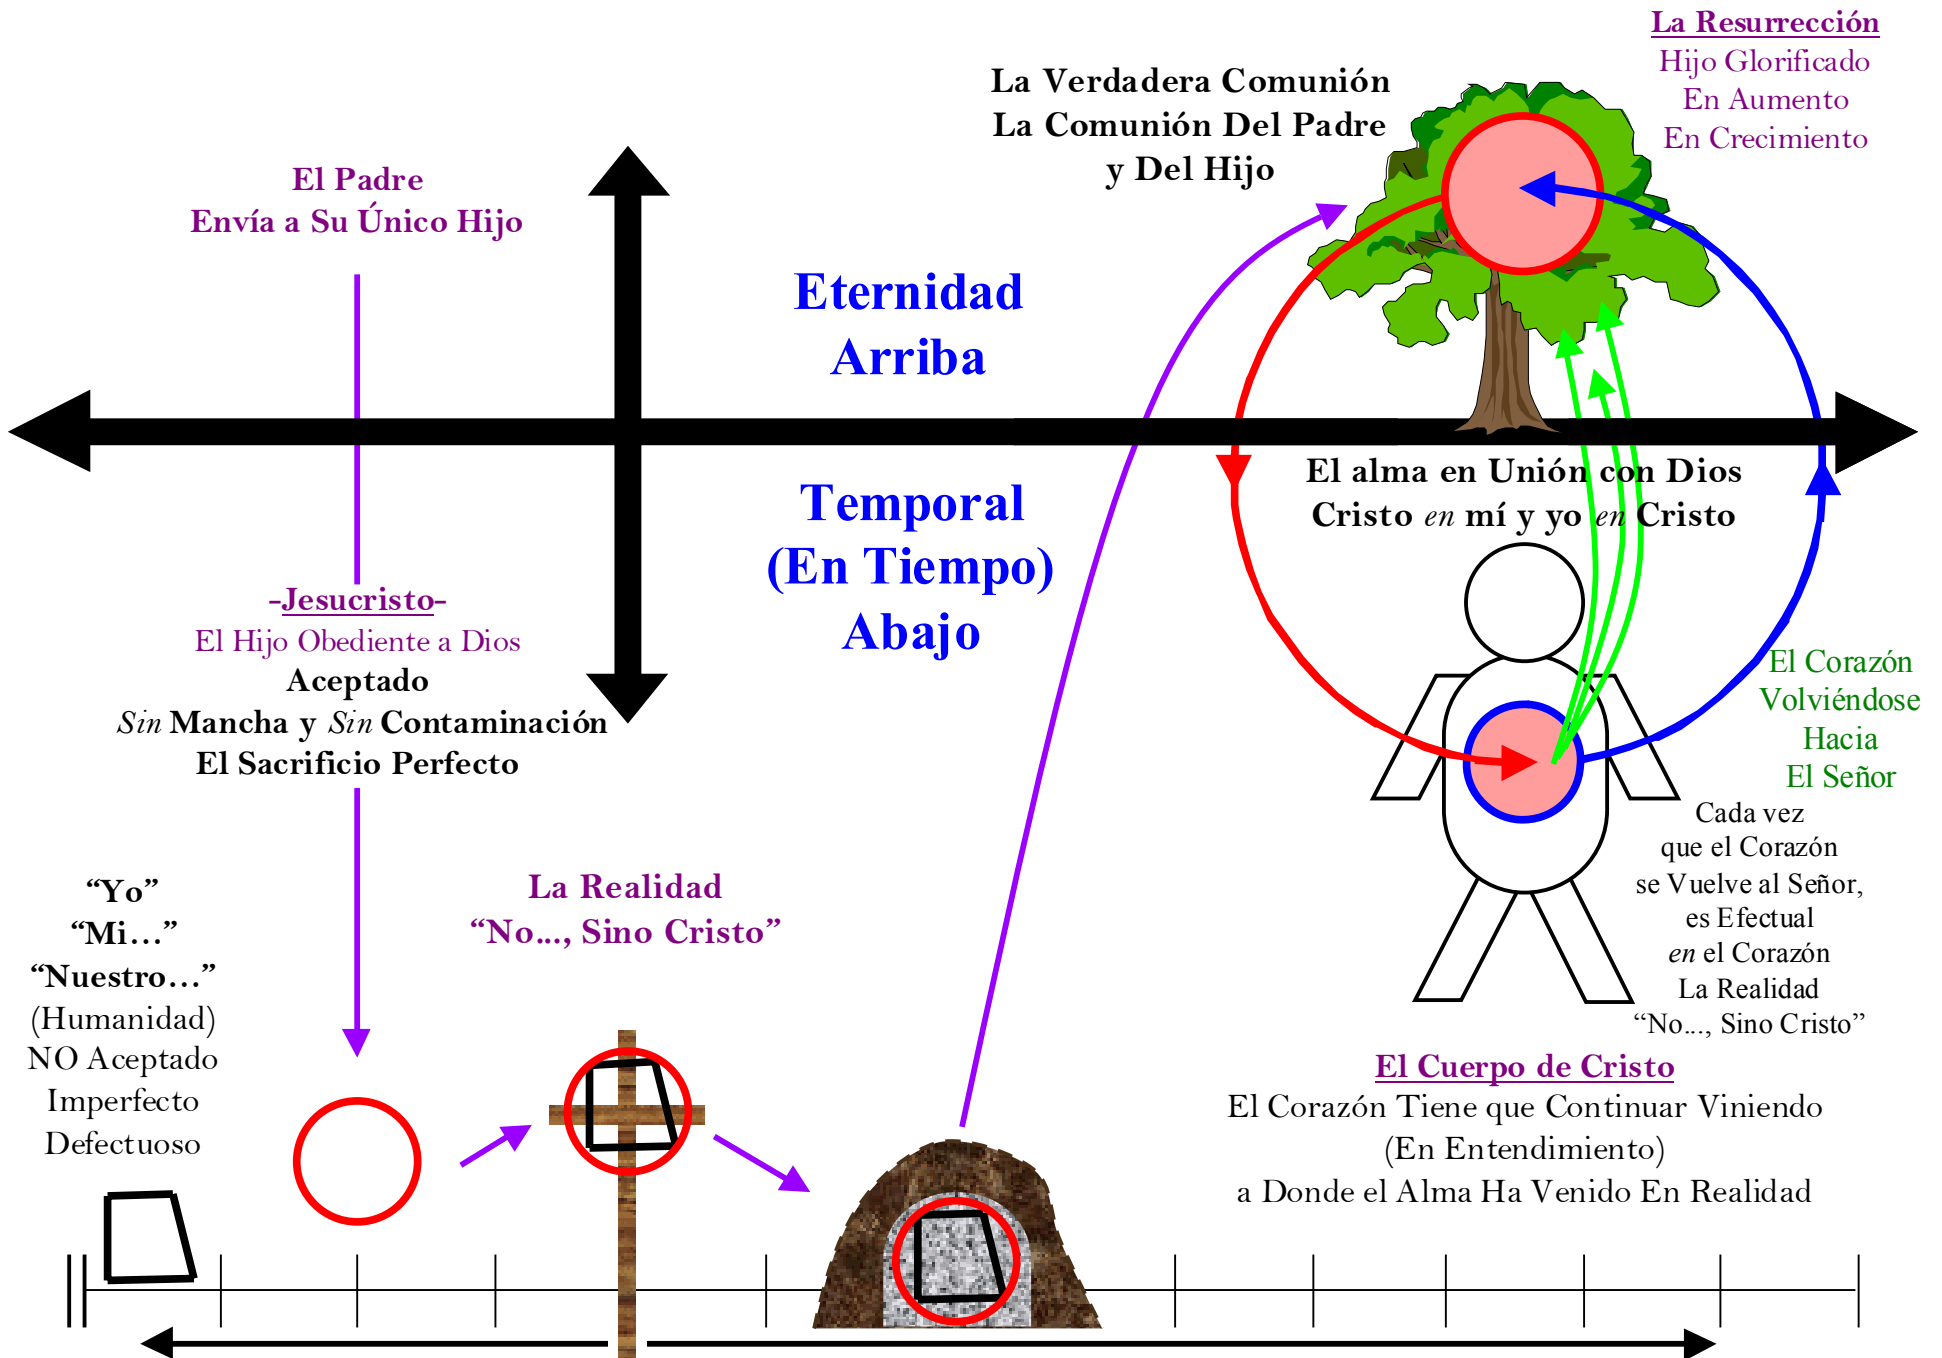 La Resurrección
Hijo Glorificado
En Aumento
En Crecimiento
La Verdadera Comunión
La Comunión Del Padre
y Del Hijo
El Padre
Envía a Su Único Hijo
Eternidad
Arriba
Temporal
(En Tiempo)
Abajo
El alma en Unión con Dios
Cristo en mí y yo en Cristo
-Jesucristo-
El Hijo Obediente a Dios
Aceptado
Sin Mancha y Sin Contaminación
El Sacrificio Perfecto
El Corazón
Volviéndose
Hacia
El Señor
Cada vez
que el Corazón
se Vuelve al Señor,
es Efectual
en el Corazón
La Realidad
“No..., Sino Cristo”
“Yo”
“Mi…”
“Nuestro…”
(Humanidad)
NO Aceptado
Imperfecto
Defectuoso
La Realidad
“No..., Sino Cristo”
El Cuerpo de Cristo
El Corazón Tiene que Continuar Viniendo
(En Entendimiento)
a Donde el Alma Ha Venido En Realidad